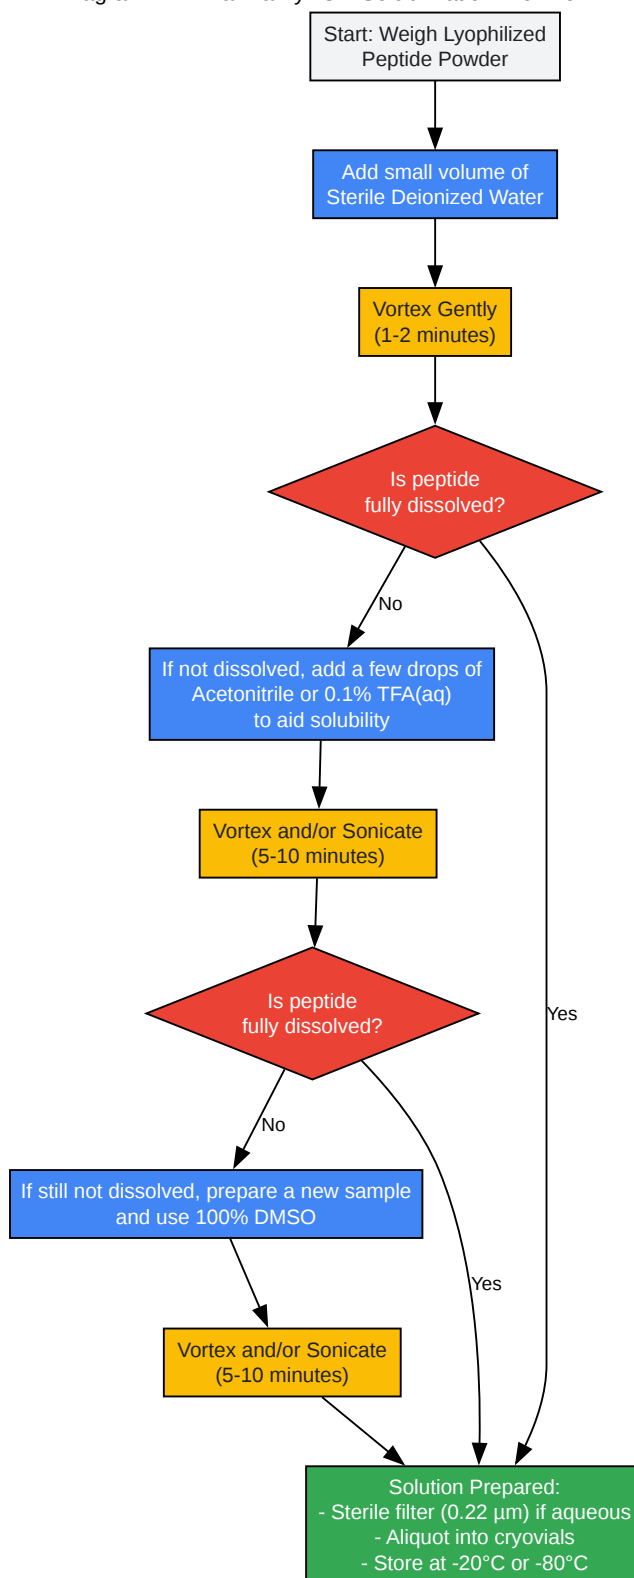 Start: Weigh Lyophilized
Peptide Powder
Add small volume of
Sterile Deionized Water
Vortex Gently
(1-2 minutes)
Is peptide
fully dissolved?
No
If not dissolved, add a few drops of
Acetonitrile or 0.1% TFA(aq)
to aid solubility
Vortex and/or Sonicate
(5-10 minutes)
Is peptide
fully dissolved?
Yes
No
If still not dissolved, prepare a new sample
and use 100% DMSO
Yes
Vortex and/or Sonicate
(5-10 minutes)
Solution Prepared:
- Sterile filter (0.22 µm) if aqueous
- Aliquot into cryovials
- Store at -20°C or -80°C